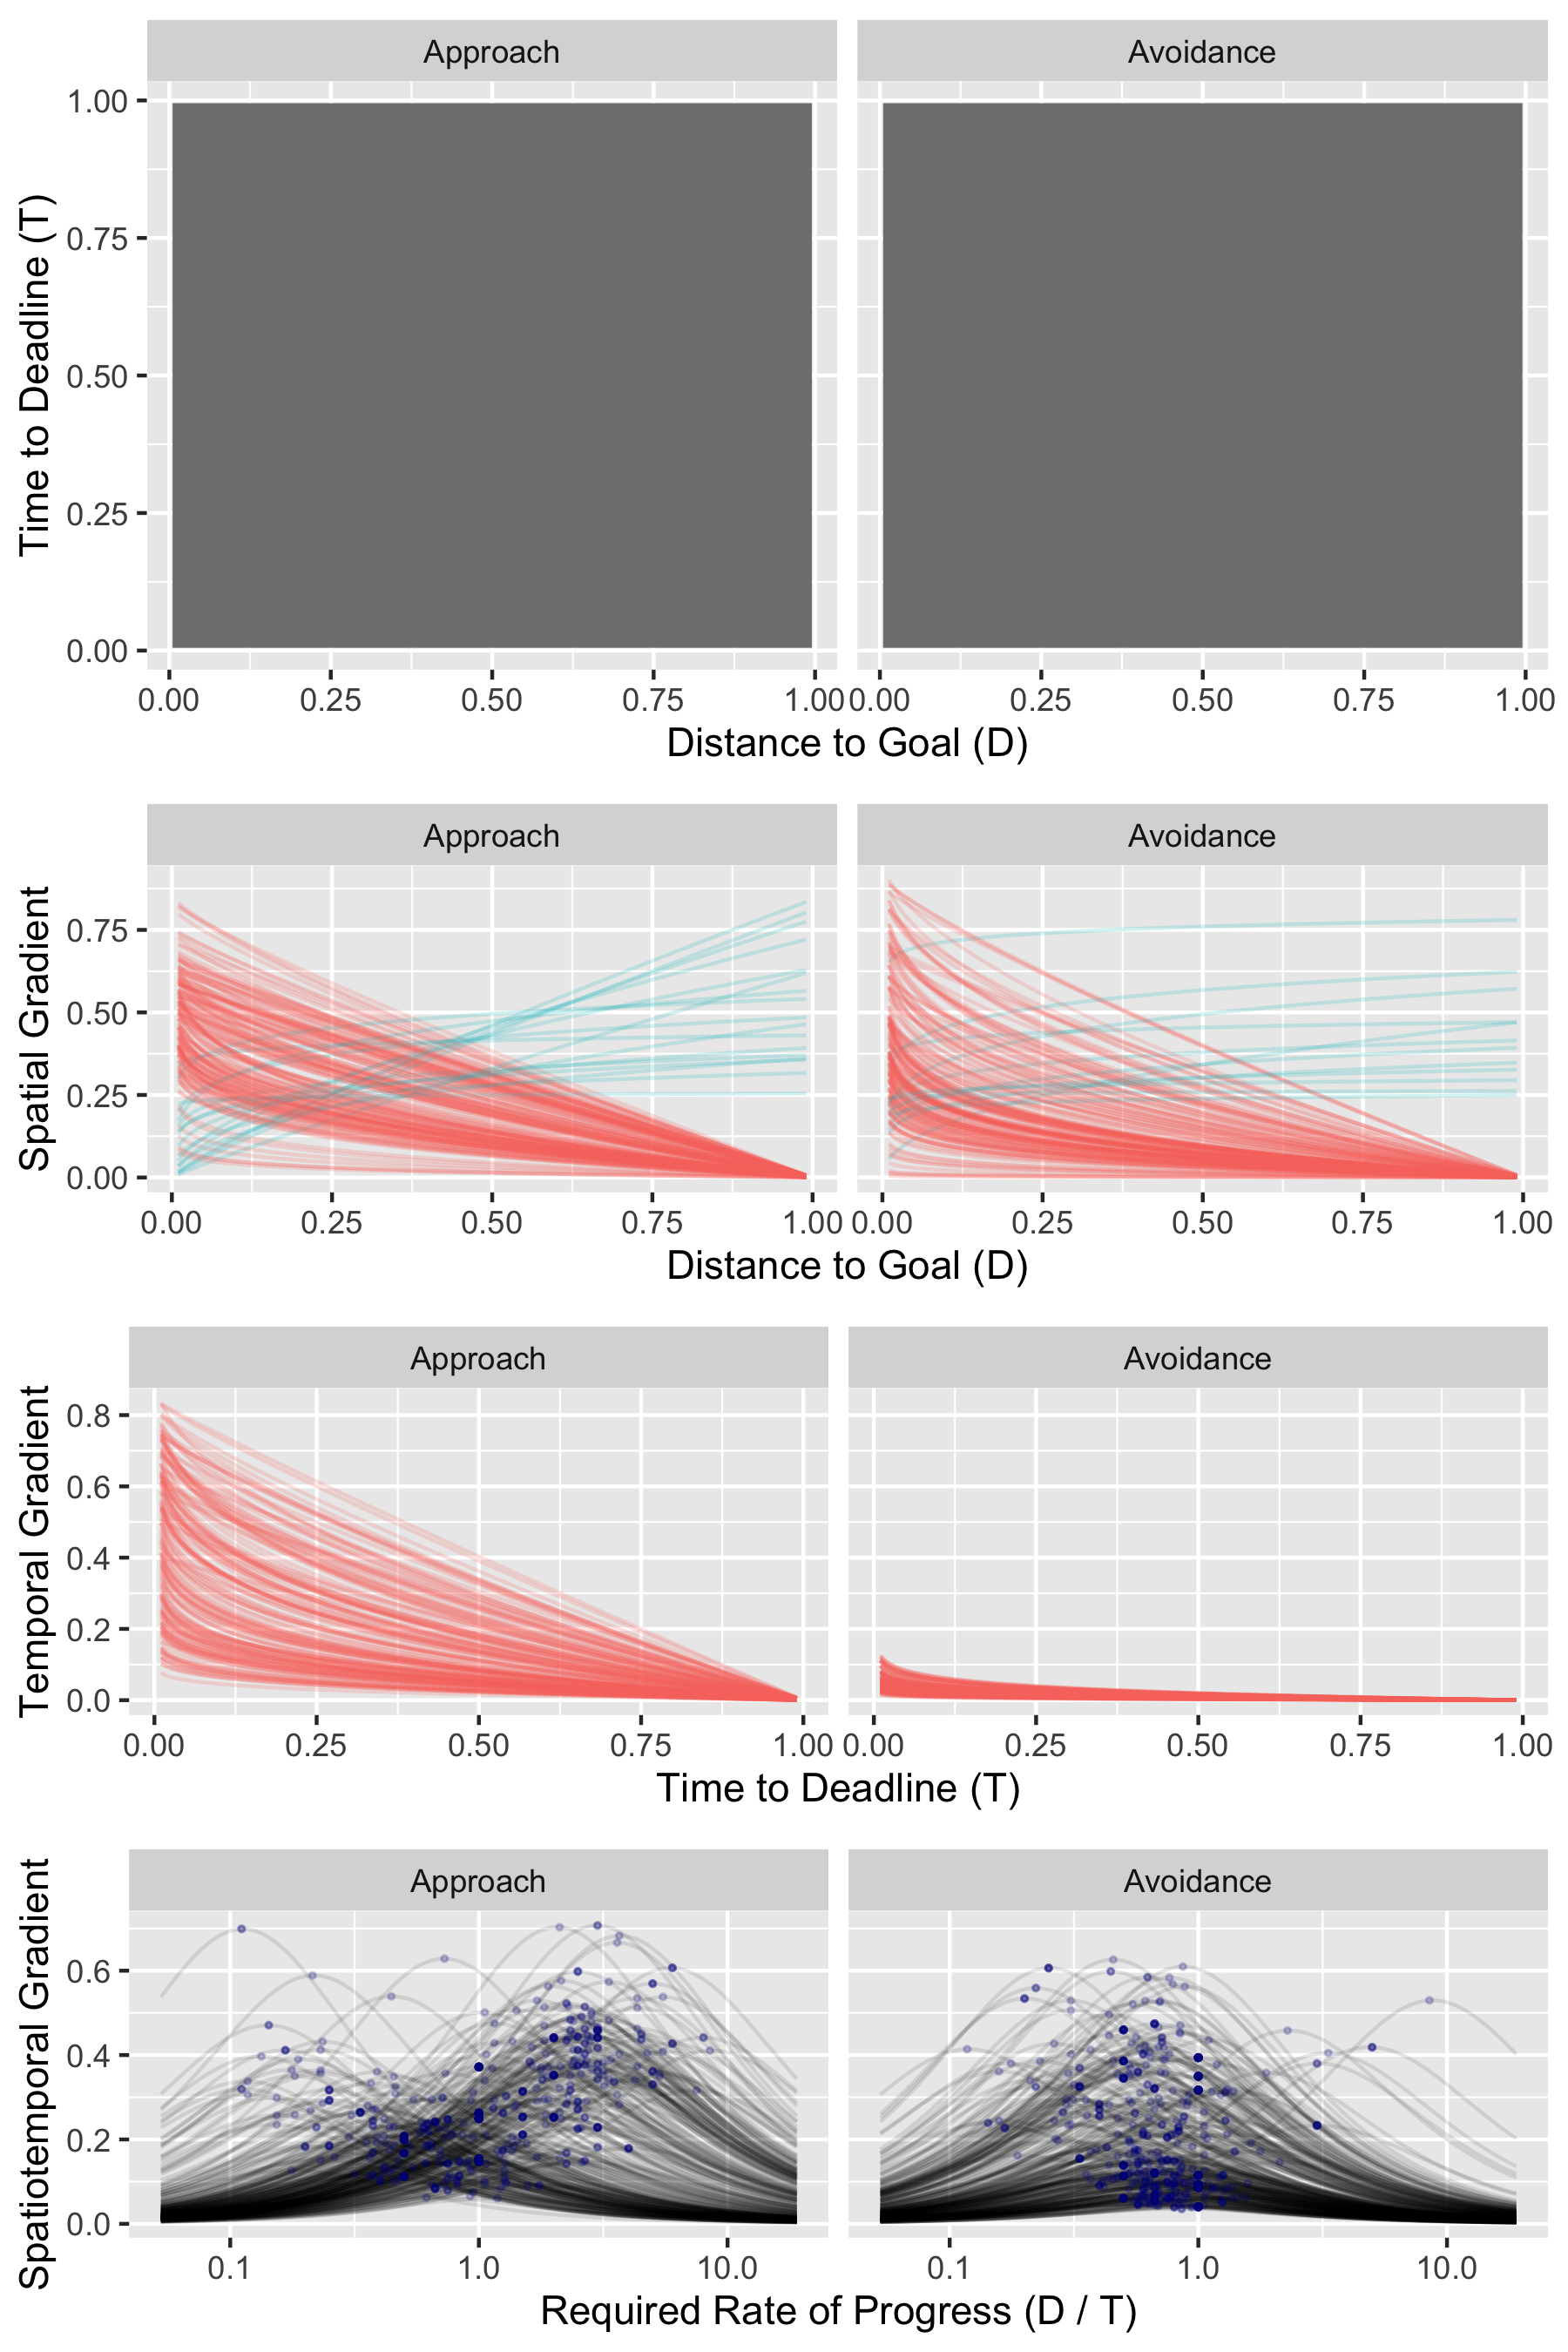 Approach Avoidance
Time to Deadline (T)
1.00
0.75
0.50
0.25
0.00
0.00 0.25 0.50 0.75 1.00 0.00 0.25 0.50 0.75 1.00
Distance to Goal (D)
Approach Avoidance
Spatial Gradient
0.75
0.50
0.25
0.00
0.00 0.25 0.50 0.75 1.00 0.00 0.25 0.50 0.75 1.00
Distance to Goal (D)
Approach Avoidance
Temporal Gradient
0.8
0.6
0.4
0.2
0.0
0.00 0.25 0.50 0.75 1.00 0.00 0.25 0.50 0.75 1.00
Time to Deadline (T)
Approach Avoidance
Spatiotemporal Gradient
0.6
0.4
0.2
0.0
0.1 1.0 10.0 0.1 1.0 10.0
Required Rate of Progress (D / T)